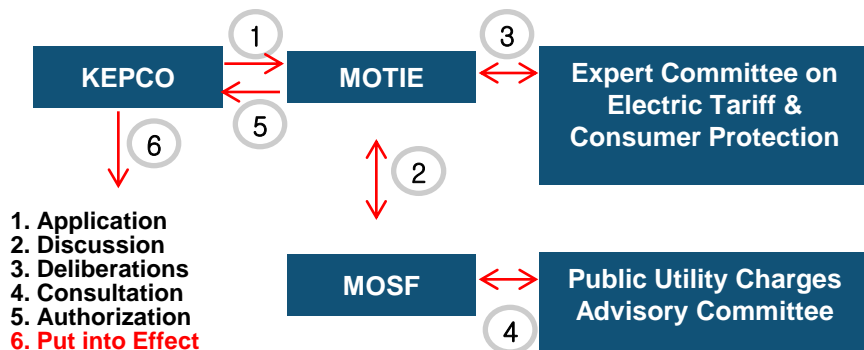 1
3
KEPCO
MOTIE
Expert Committee on
Electric Tariff &
Consumer Protection
5
6
2
1. Application
2. Discussion
3. Deliberations
4. Consultation
5. Authorization
6. Put into Effect
MOSF
Public Utility Charges
Advisory Committee
4